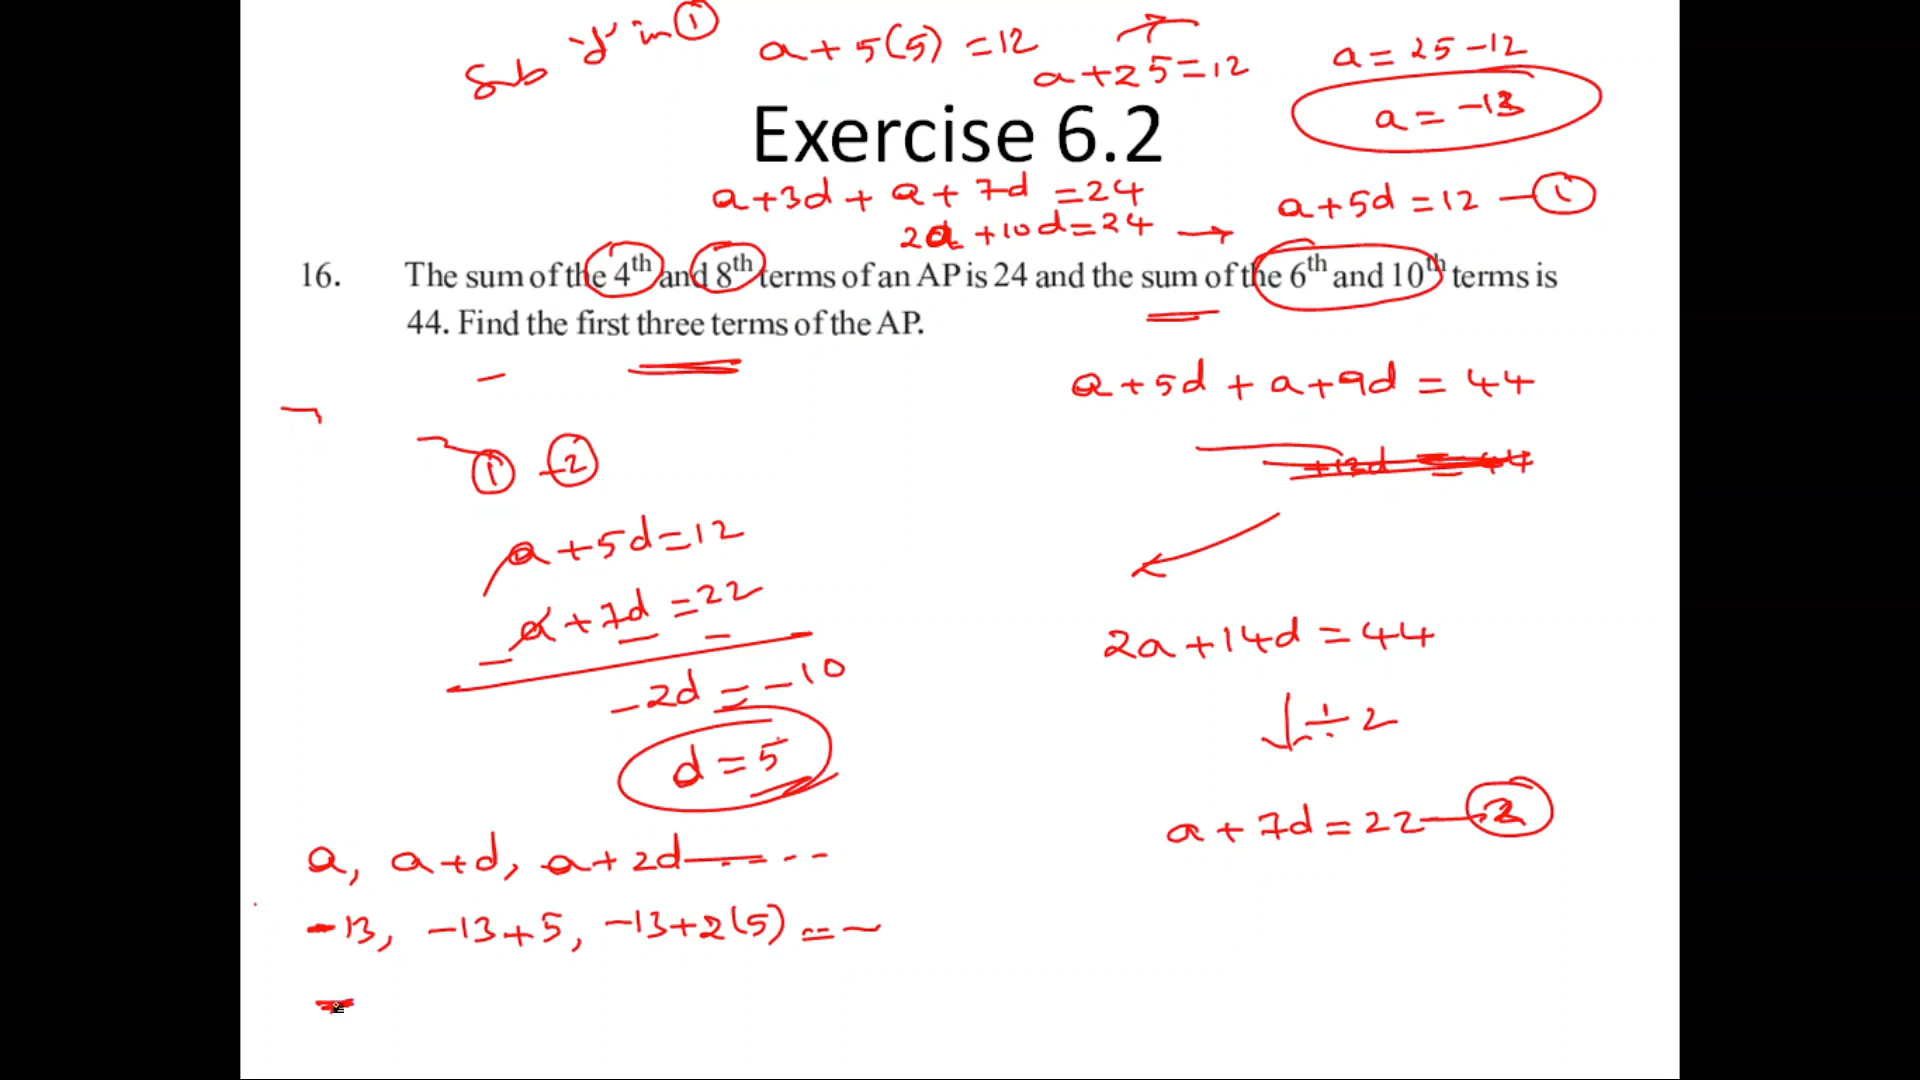 Sub 'd' in ①
a + 5(5) = 12
a + 25 = 12
a = 25 - 12
a = -13
Exercise 6.2
a + 3d + a + 7d = 24
2a + 10d = 24 →
a + 5d = 12 — ①
16. The sum of the 4th and 8th terms of an AP is 24 and the sum of the 6th and 10th terms is
44. Find the first three terms of the AP.
a + 5d + a + 9d = 44
① - ②
a + 5d = 12
a + 7d = 22
- - -
-2d = -10
d = 5
2a + 14d = 44
÷ 2
a + 7d = 22 — ②
a, a + d, a + 2d - - - -
-13, -13 + 5, -13 + 2(5) - - -